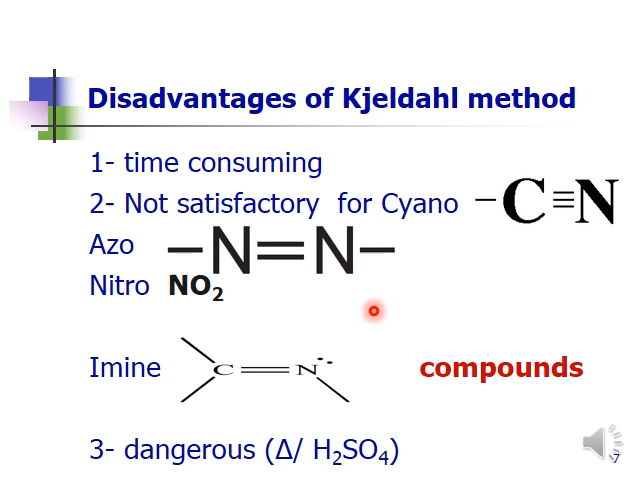 Disadvantages of Kjeldahl method
1- time consuming
2- Not satisfactory for Cyano –C≡N
Azo –N=N–
Nitro NO₂
Imine C=N compounds
3- dangerous (Δ/ H₂SO₄)
7